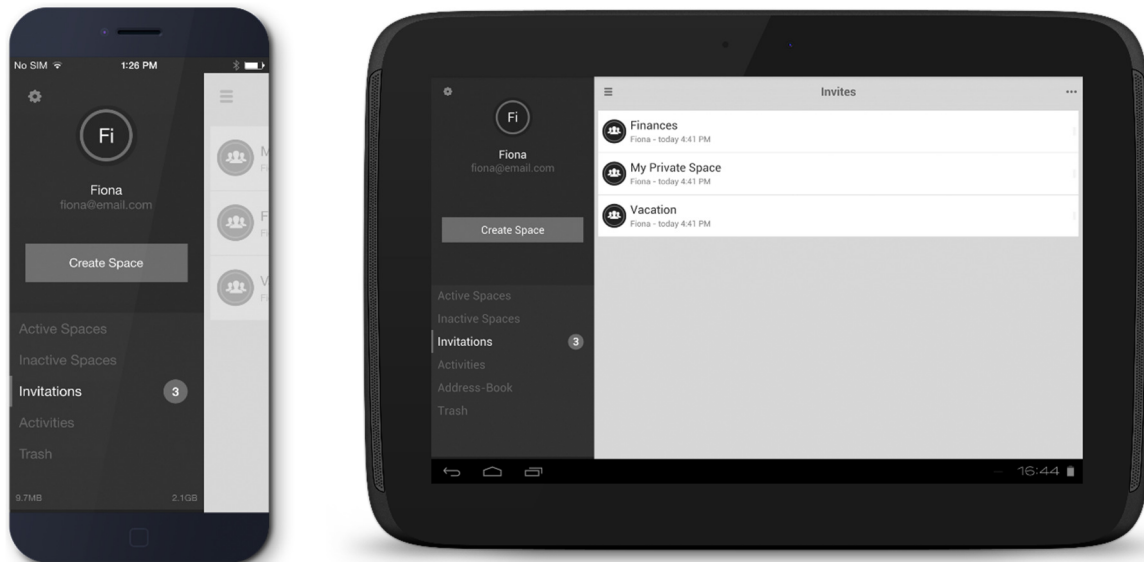 No SIM 1:26 PM
Fi
Fiona
fiona@email.com
Create Space
Active Spaces
Inactive Spaces
Invitations 3
Activities
Trash
9.7MB 2.1GB
M
Fi
F
Fi
V
Fi
Fi
Fiona
fiona@email.com
Create Space
Active Spaces
Inactive Spaces
Invitations 3
Activities
Address-Book
Trash
Invites
Finances
Fiona - today 4:41 PM
My Private Space
Fiona - today 4:41 PM
Vacation
Fiona - today 4:41 PM
16:44